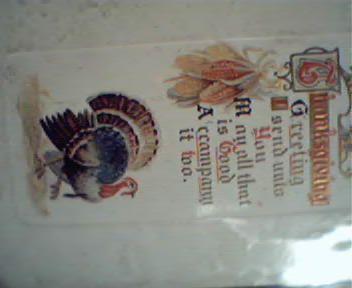 Thanksgiving
Greeting
I send unto
You
May all that
is Good
Accompany
it too.